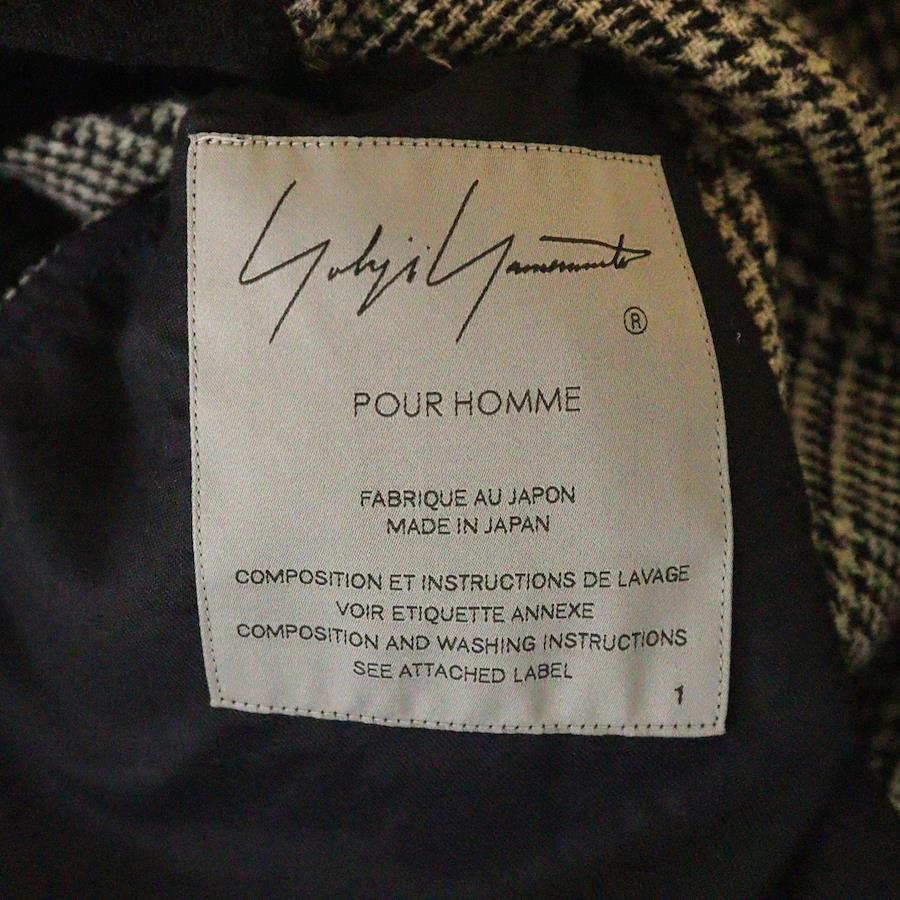 Yohji Yamamoto
®
POUR HOMME
FABRIQUE AU JAPON
MADE IN JAPAN
COMPOSITION ET INSTRUCTIONS DE LAVAGE
VOIR ETIQUETTE ANNEXE
COMPOSITION AND WASHING INSTRUCTIONS
SEE ATTACHED LABEL
1